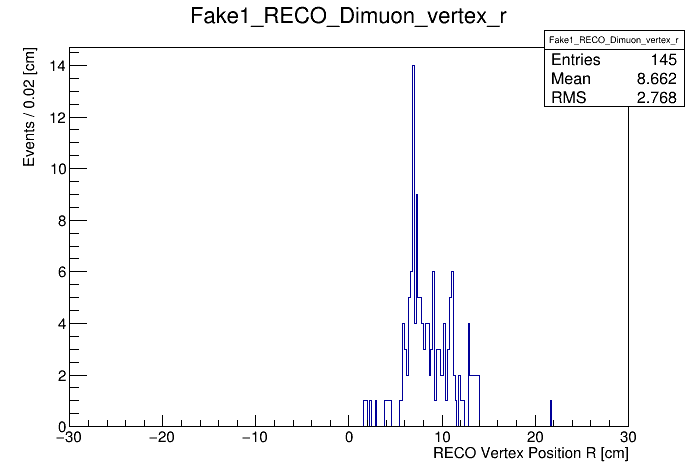 Fake1_RECO_Dimuon_vertex_r
Fake1_RECO_Dimuon_vertex_r
Entries 145
Mean 8.662
RMS 2.768
Events / 0.02 [cm]
14
12
10
8
6
4
2
0
−30 −20 −10 0 10 20 30
RECO Vertex Position R [cm]